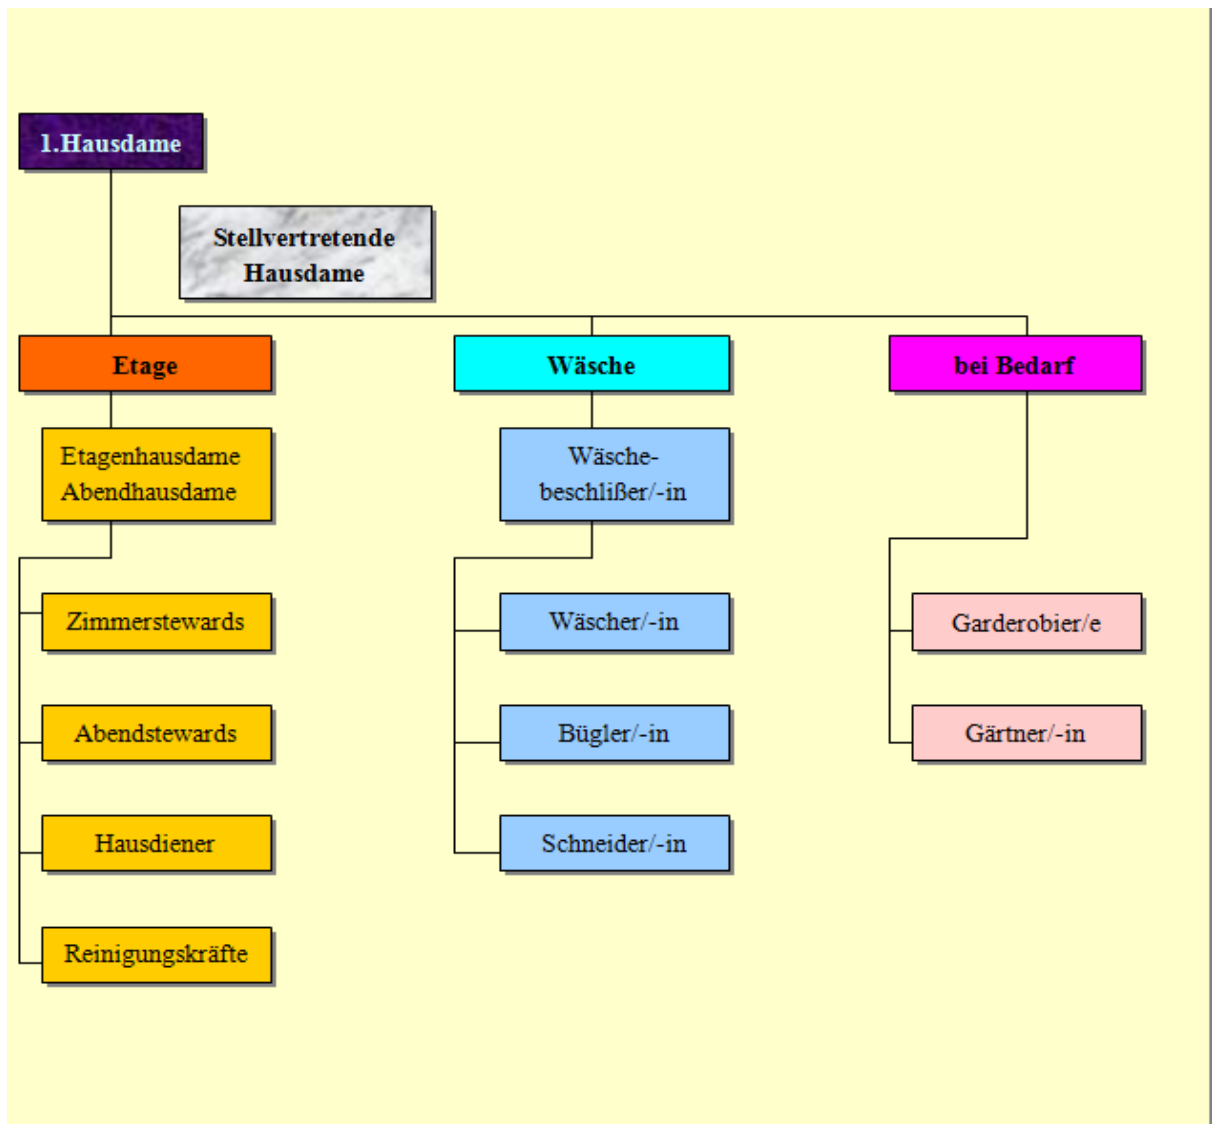 1.Hausdame
Stellvertretende
Hausdame
Etage
Wäsche
bei Bedarf
Etagenhausdame
Abendhausdame
Wäsche-
beschlißer/-in
Zimmerstewards
Wäscher/-in
Garderobier/e
Abendstewards
Bügler/-in
Gärtner/-in
Hausdiener
Schneider/-in
Reinigungskräfte